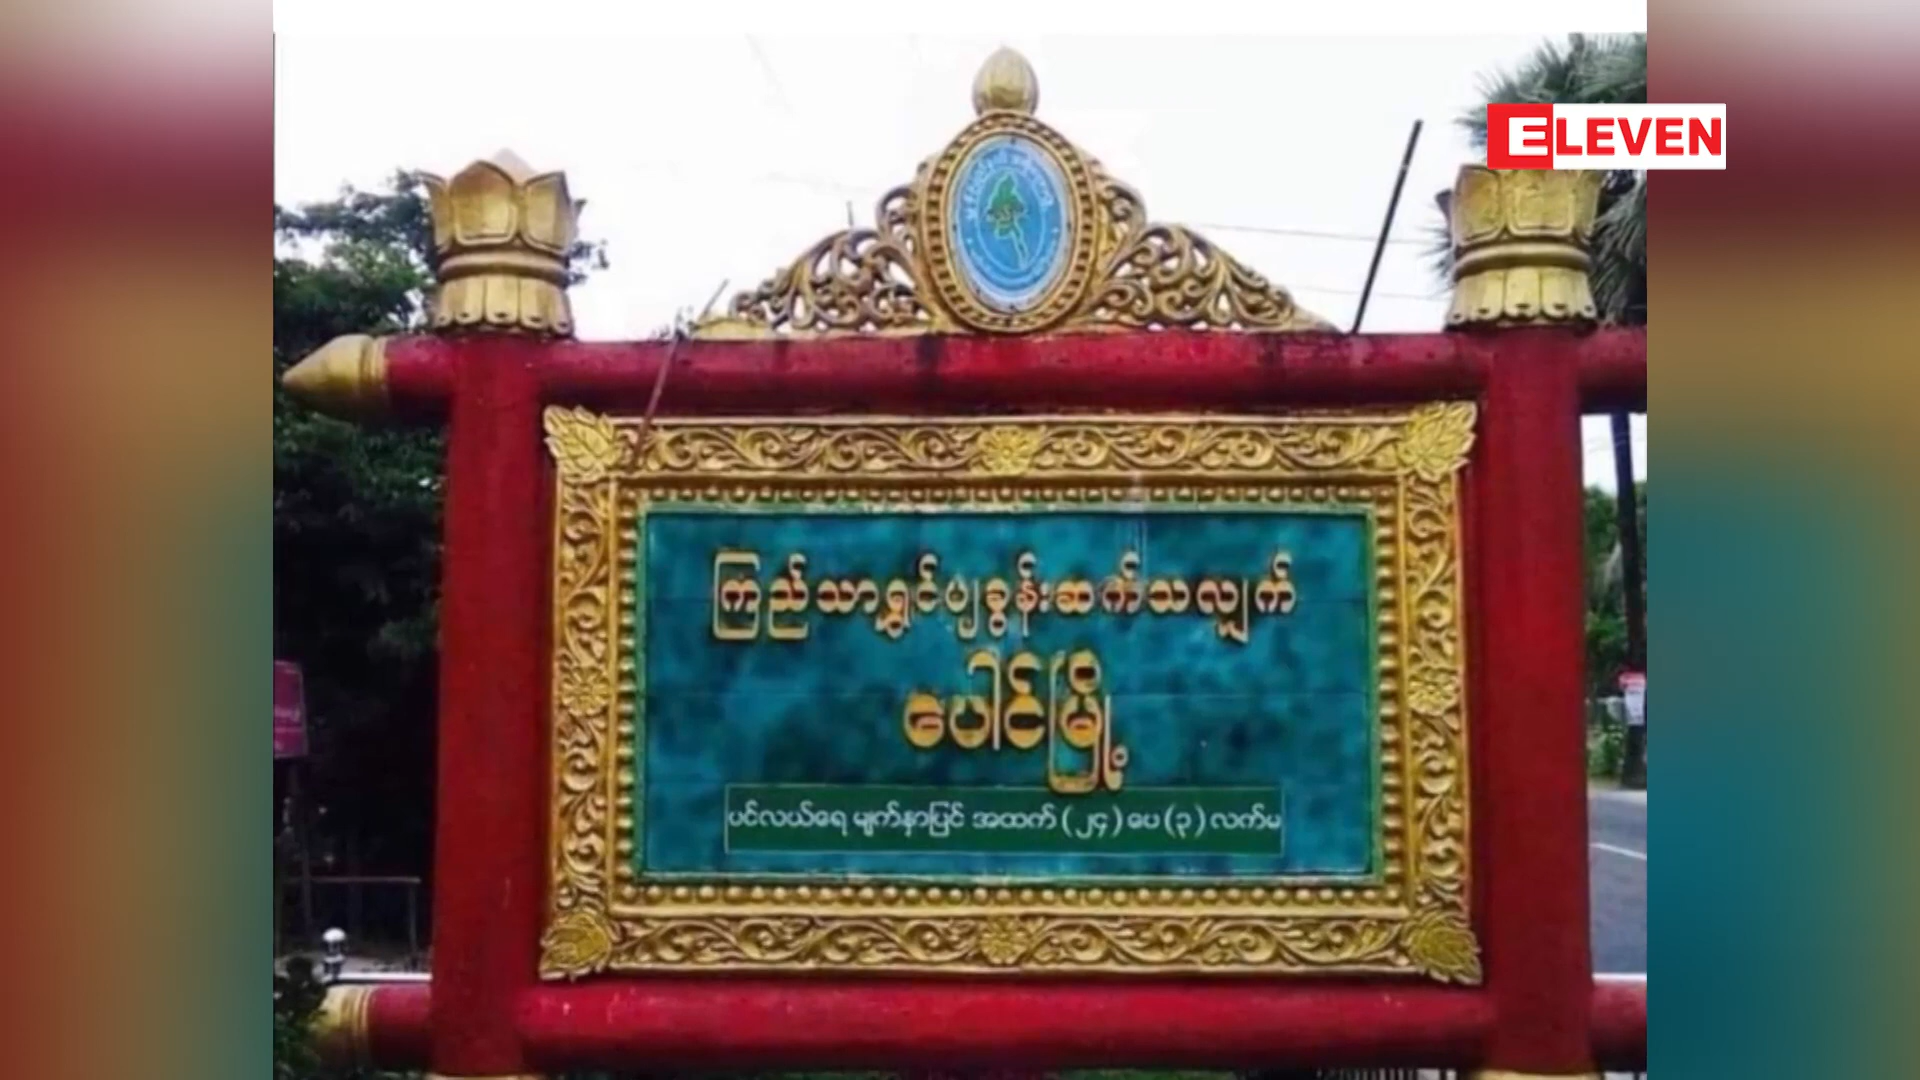 ELEVEN
ကြည်သာရွှင်ပျခွန်းဆက်သလျှက်
ပေါင်မြို့
ပင်လယ်ရေ မျက်နှာပြင် အထက် (၂၄) ပေ (၃) လက်မ